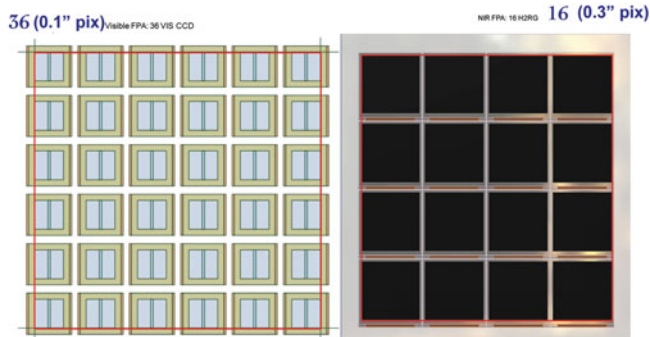 36 (0.1” pix) Visible FPA: 36 VIS CCD
NIR FPA: 16 H2RG 16 (0.3” pix)